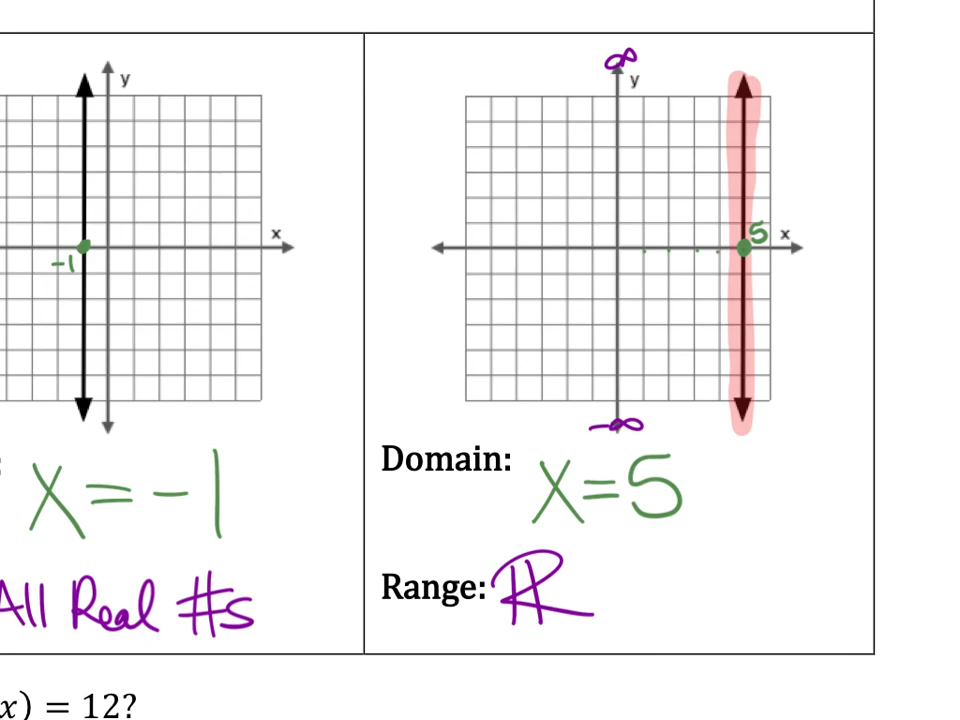 y
x
-1
X = -1
All Real #s
∞
y
5
x
-∞
Domain: X = 5
Range: ℝ
x) = 12?